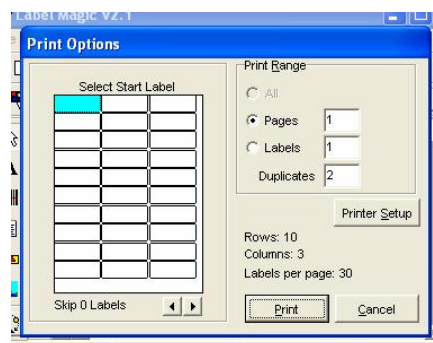 Label Magic V2.1
Print Options
Select Start Label
Skip 0 Labels
Print Range
All
Pages 1
Labels 1
Duplicates 2
Printer Setup
Rows: 10
Columns: 3
Labels per page: 30
Print Cancel